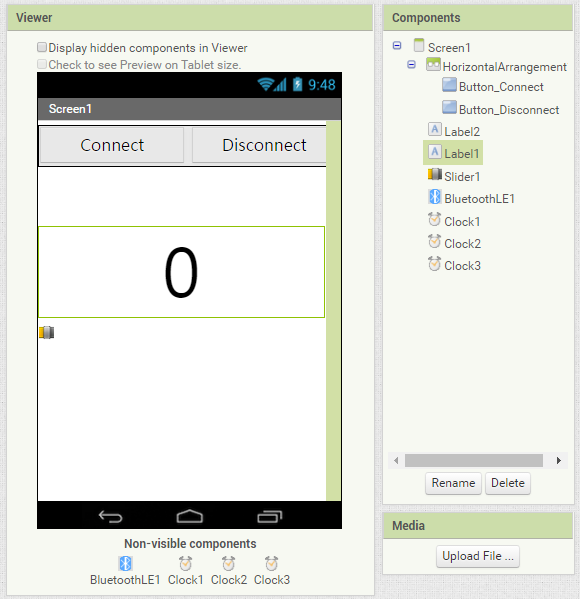 Viewer
Display hidden components in Viewer
Check to see Preview on Tablet size.
9:48
Screen1
Connect Disconnect
0
Non-visible components
BluetoothLE1 Clock1 Clock2 Clock3
Components
Screen1
HorizontalArrangement
Button_Connect
Button_Disconnect
Label2
Label1
Slider1
BluetoothLE1
Clock1
Clock2
Clock3
Rename Delete
Media
Upload File ...